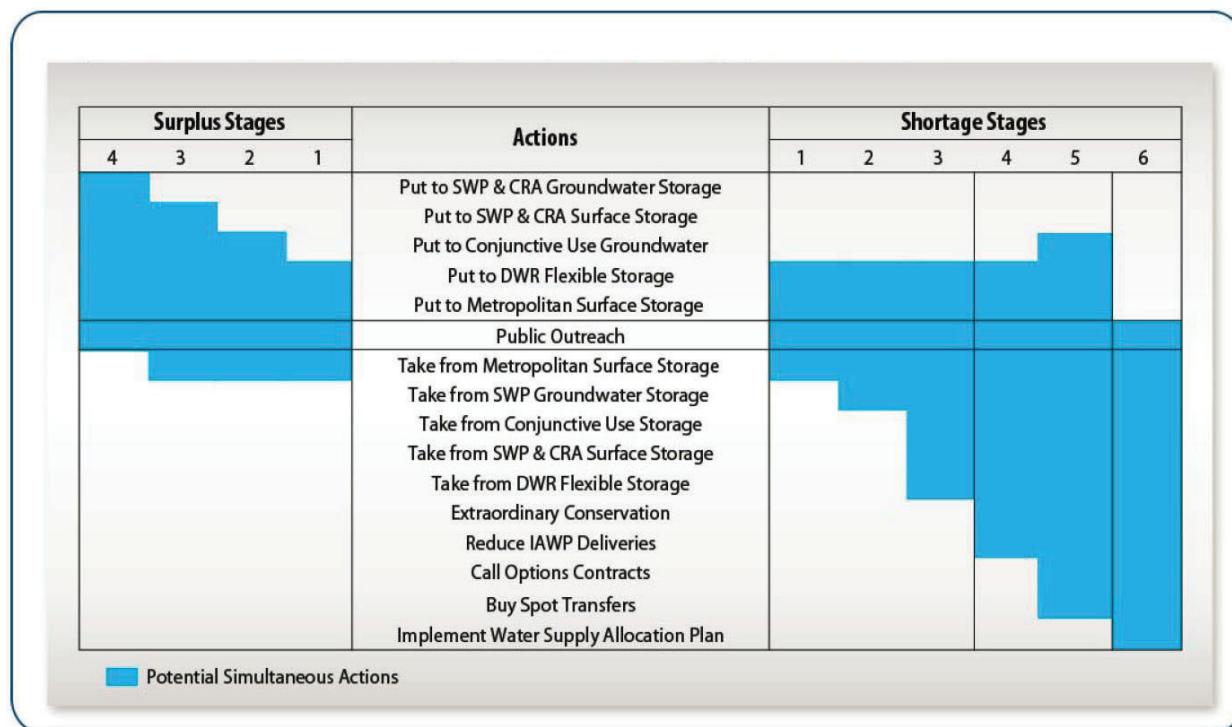 Surplus Stages
Actions
Shortage Stages
4 3 2 1
1 2 3 4 5 6
Put to SWP & CRA Groundwater Storage
Put to SWP & CRA Surface Storage
Put to Conjunctive Use Groundwater
Put to DWR Flexible Storage
Put to Metropolitan Surface Storage
Public Outreach
Take from Metropolitan Surface Storage
Take from SWP Groundwater Storage
Take from Conjunctive Use Storage
Take from SWP & CRA Surface Storage
Take from DWR Flexible Storage
Extraordinary Conservation
Reduce IAWP Deliveries
Call Options Contracts
Buy Spot Transfers
Implement Water Supply Allocation Plan
Potential Simultaneous Actions